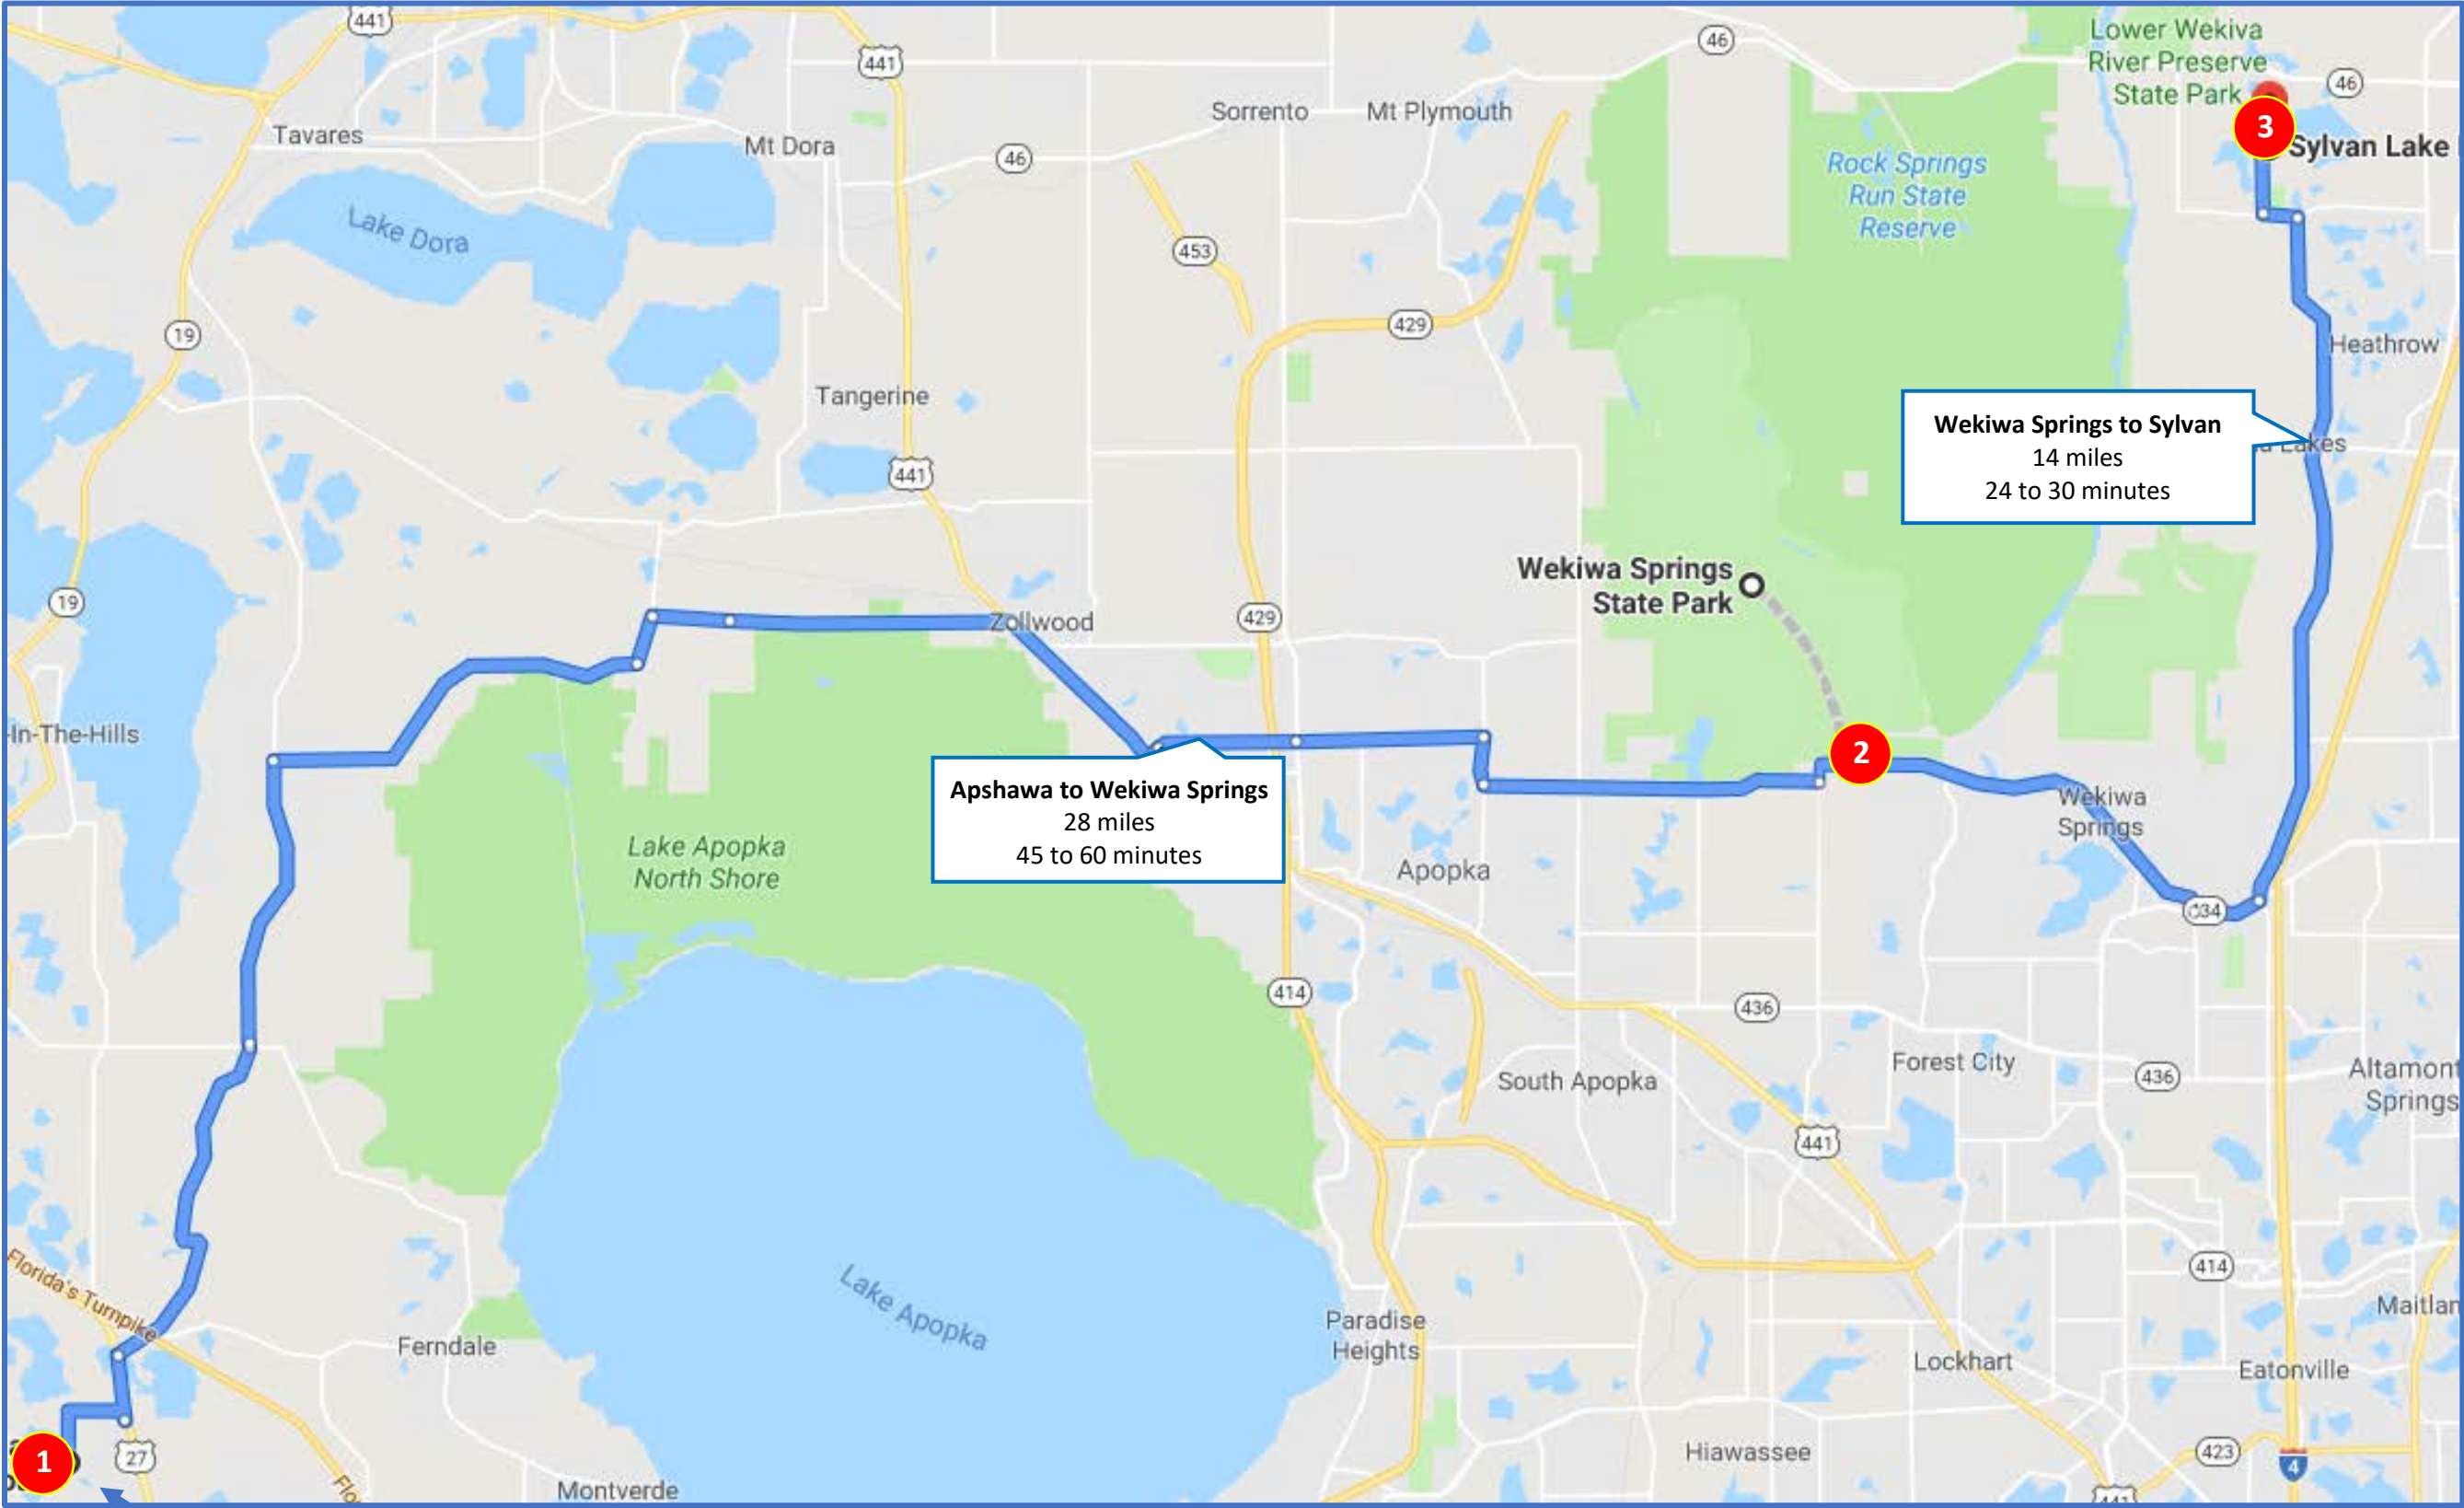 441
441
46
Lower Wekiva
River Preserve
State Park
46
3
Sylvan Lake
Sorrento
Mt Plymouth
Tavares
Mt Dora
46
Rock Springs
Run State
Reserve
Lake Dora
453
429
19
Heathrow
Tangerine
Wekiwa Springs to Sylvan
14 miles
24 to 30 minutes
Lakes
441
Wekiwa Springs
State Park
19
Zollwood
429
-In-The-Hills
2
Apshawa to Wekiwa Springs
28 miles
45 to 60 minutes
Wekiwa
Springs
Lake Apopka
North Shore
Apopka
434
414
436
Forest City
436
Altamont
Springs
South Apopka
441
Florida's Turnpike
414
Lake Apopka
Maitlan
Paradise
Heights
Ferndale
Lockhart
Eatonville
1
27
Flo
Hiawassee
423
4
Montverde
441